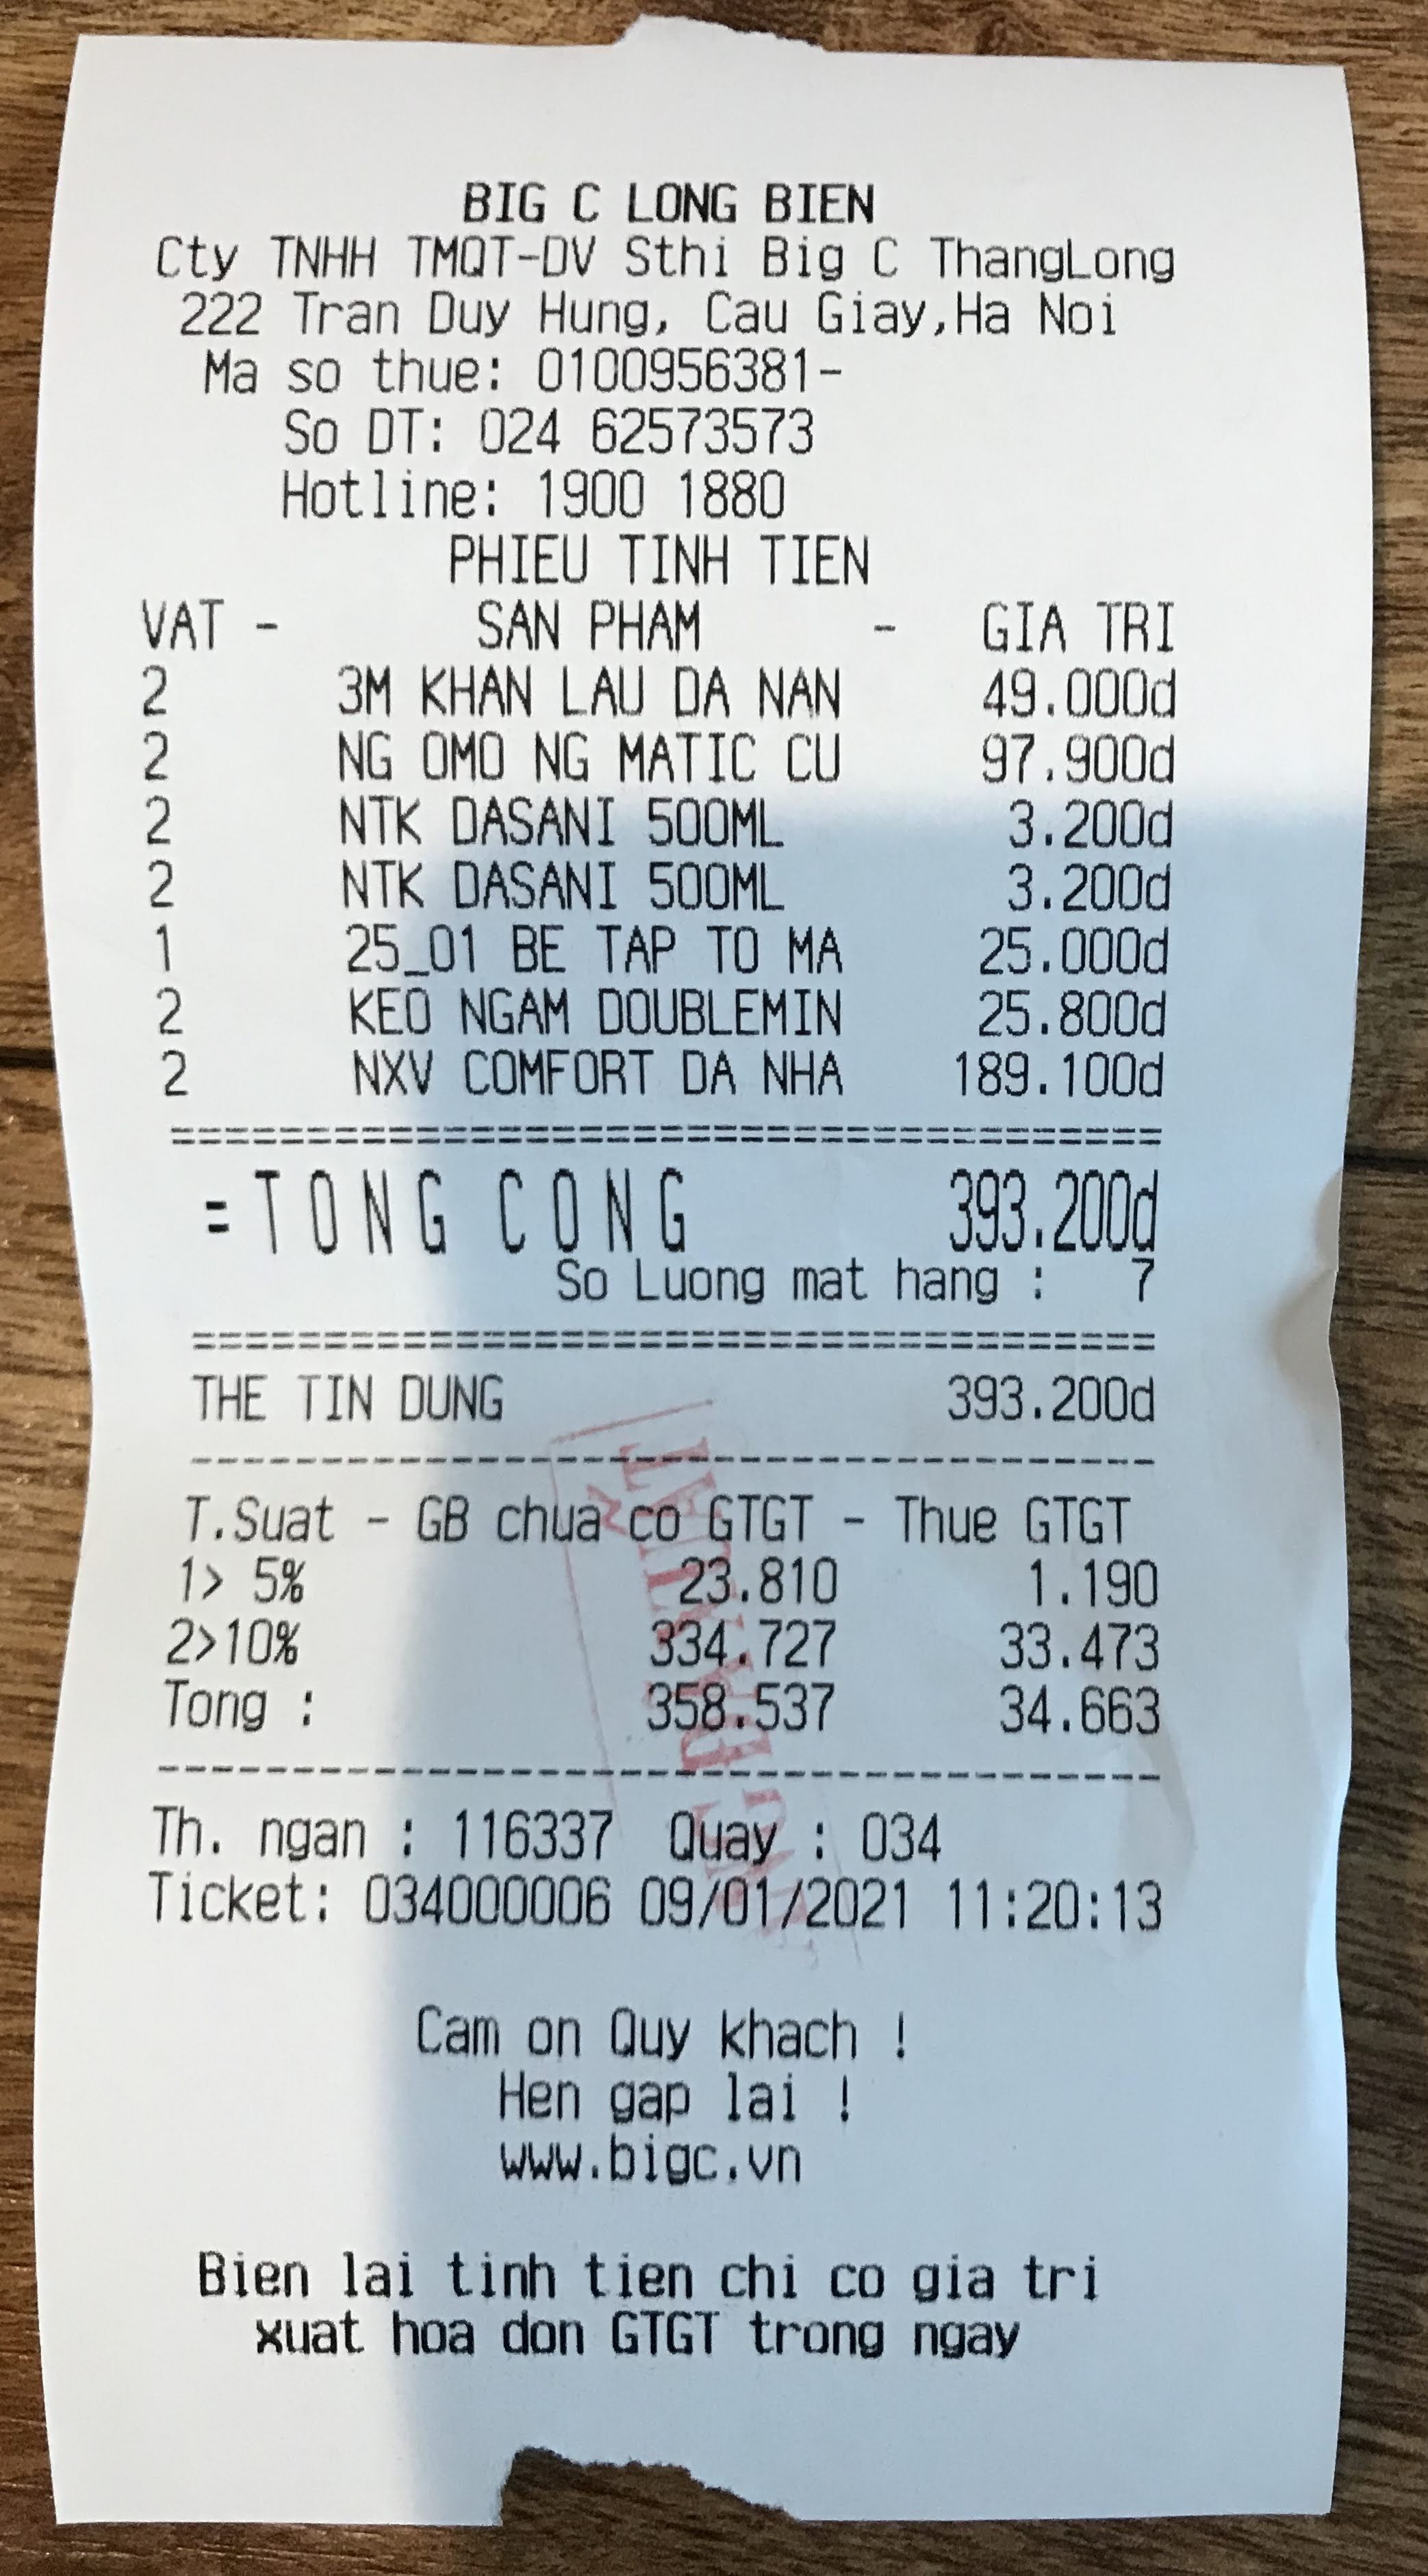 BIG C LONG BIEN
Cty TNHH TMQT-DV Sthi Big C ThangLong
222 Tran Duy Hung, Cau Giay,Ha Noi
Ma so thue: 0100956381-
So DT: 024 62573573
Hotline: 1900 1880
PHIEU TINH TIEN
VAT - SAN PHAM - GIA TRI
2 3M KHAN LAU DA NAN 49.000d
2 NG OMO NG MATIC CU 97.900d
2 NTK DASANI 500ML 3.200d
2 NTK DASANI 500ML 3.200d
1 25_01 BE TAP TO MA 25.000d
2 KEO NGAM DOUBLEMIN 25.800d
2 NXV COMFORT DA NHA 189.100d
=====================================
=TONG CONG 393.200d
So Luong mat hang : 7
=====================================
THE TIN DUNG 393.200d
-------------------------------------
T.Suat - GB chua co GTGT - Thue GTGT
1> 5% 23.810 1.190
2>10% 334.727 33.473
Tong : 358.537 34.663
-------------------------------------
Th. ngan : 116337 Quay : 034
Ticket: 034000006 09/01/2021 11:20:13
Cam on Quy khach !
Hen gap lai !
www.bigc.vn
Bien lai tinh tien chi co gia tri
xuat hoa don GTGT trong ngay